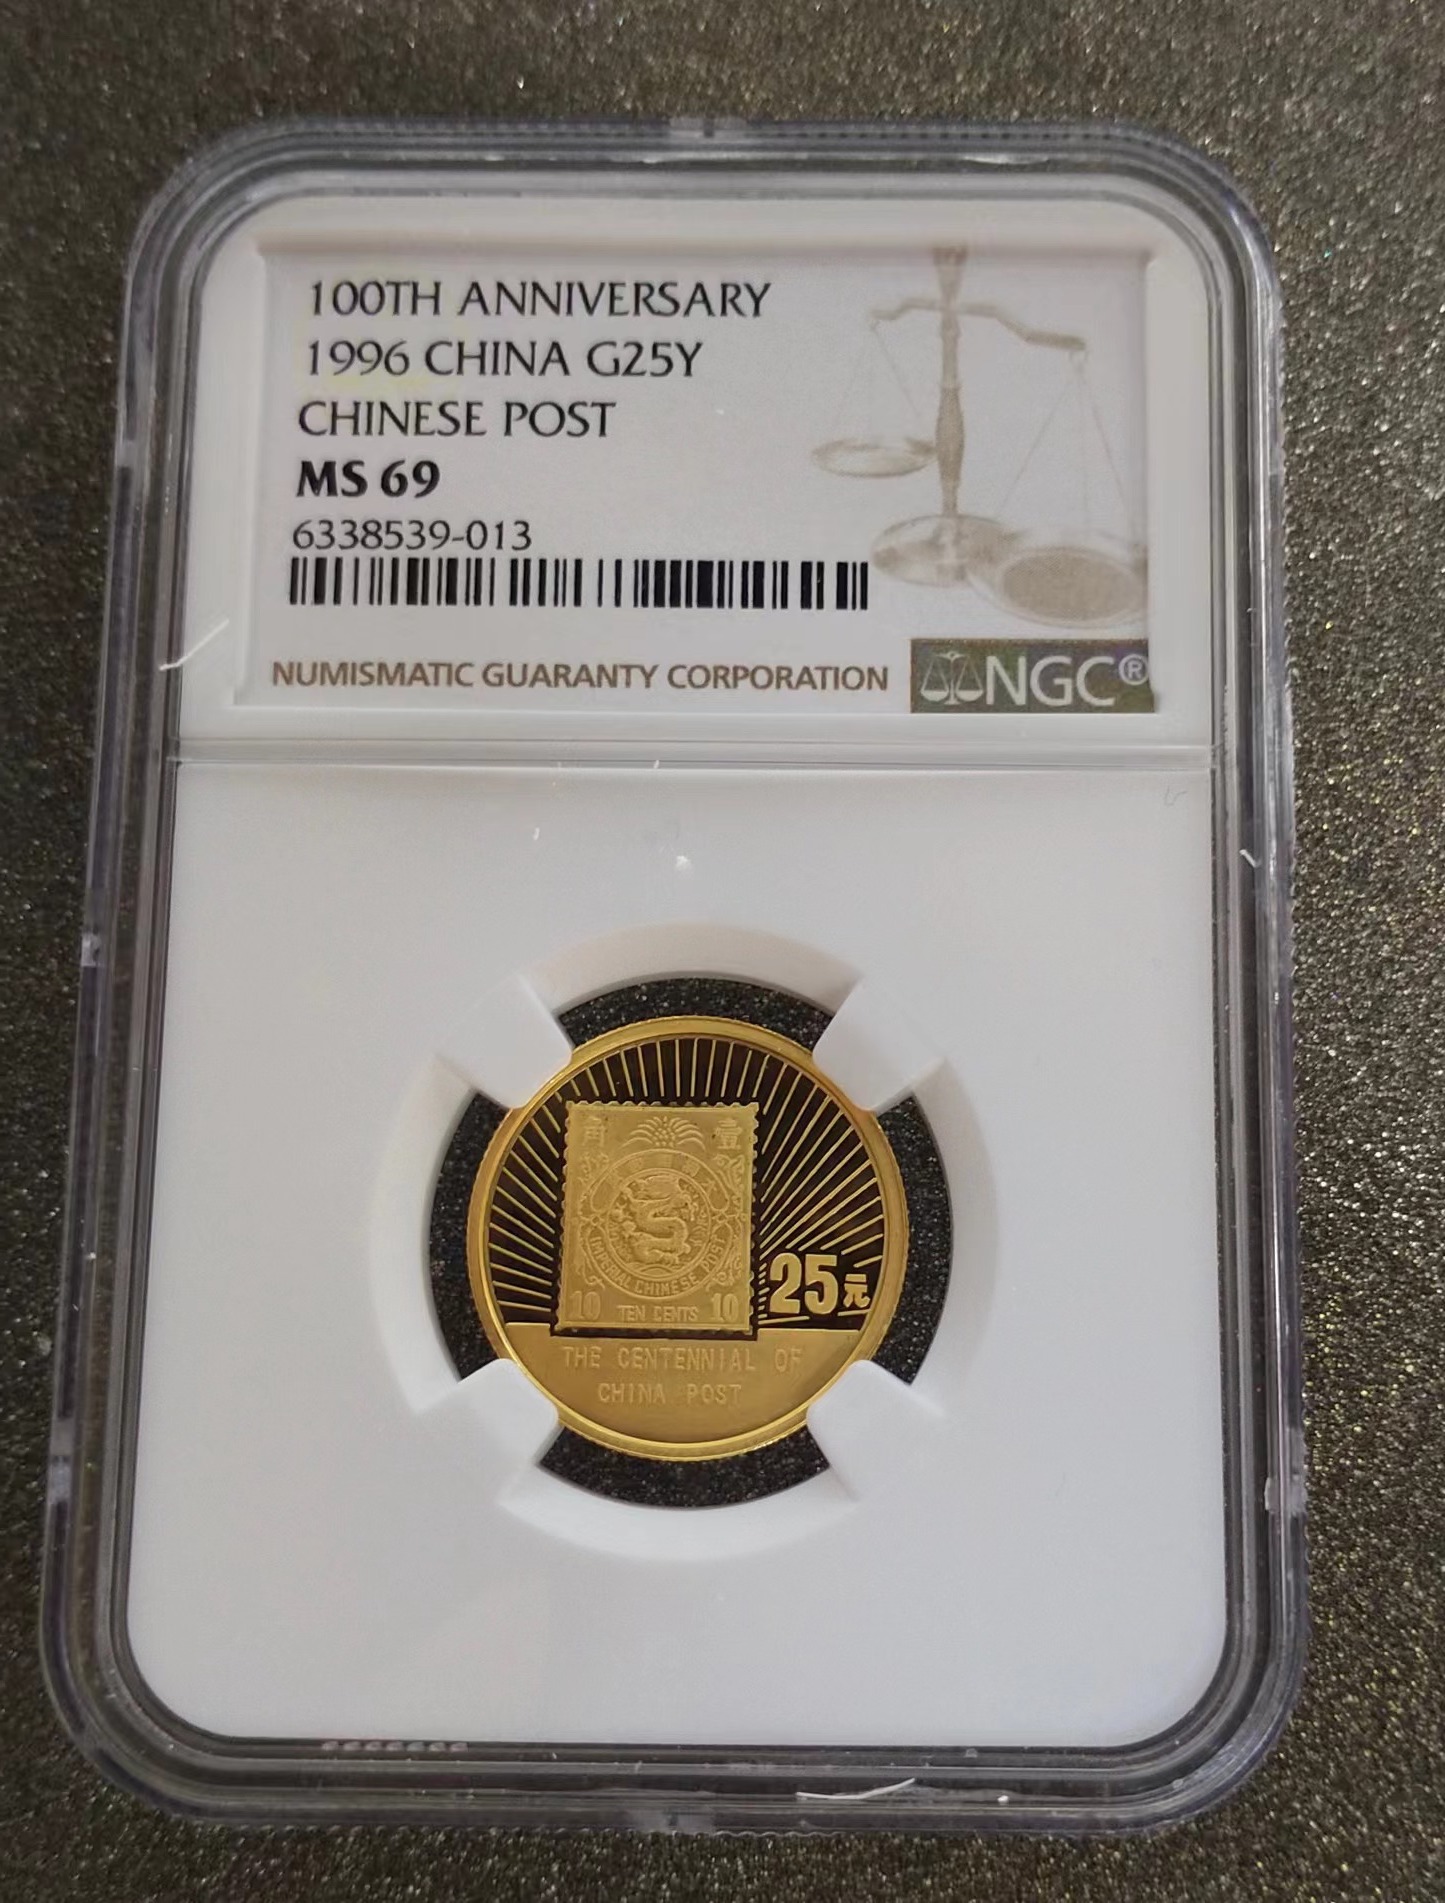 100TH ANNIVERSARY
1996 CHINA G25Y
CHINESE POST
MS 69
6338539-013
NUMISMATIC GUARANTY CORPORATION
NGC®
角 壹
IMPERIAL CHINESE POST
10 TEN CENTS 10
25元
THE CENTENNIAL OF
CHINA POST